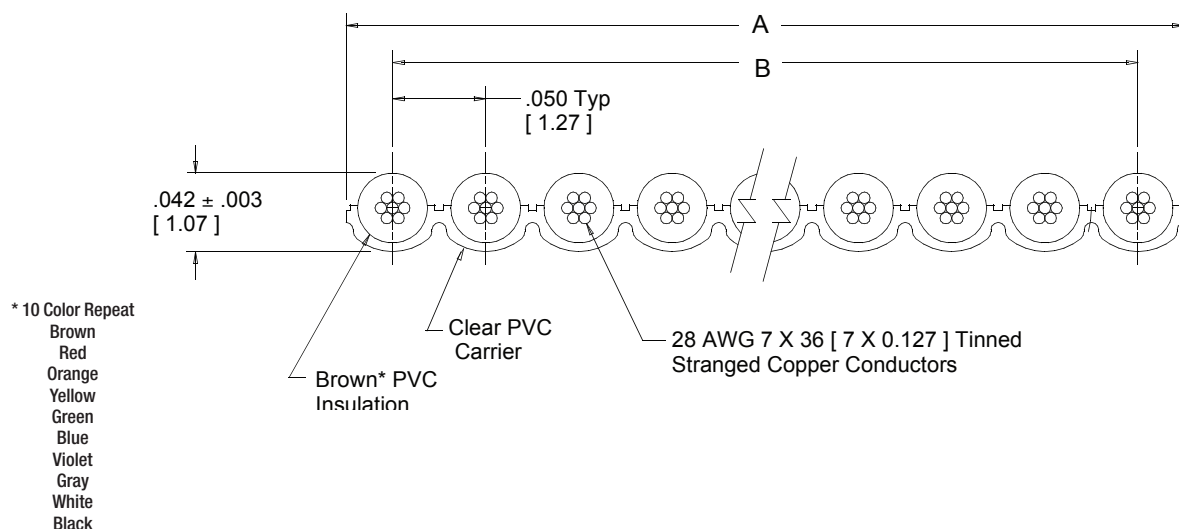 A
B
.050 Typ
[ 1.27 ]
.042 ± .003
[ 1.07 ]
* 10 Color Repeat
Brown
Red
Orange
Yellow
Green
Blue
Violet
Gray
White
Black
Clear PVC
Carrier
Brown* PVC
Insulation
28 AWG 7 X 36 [ 7 X 0.127 ] Tinned
Stranged Copper Conductors